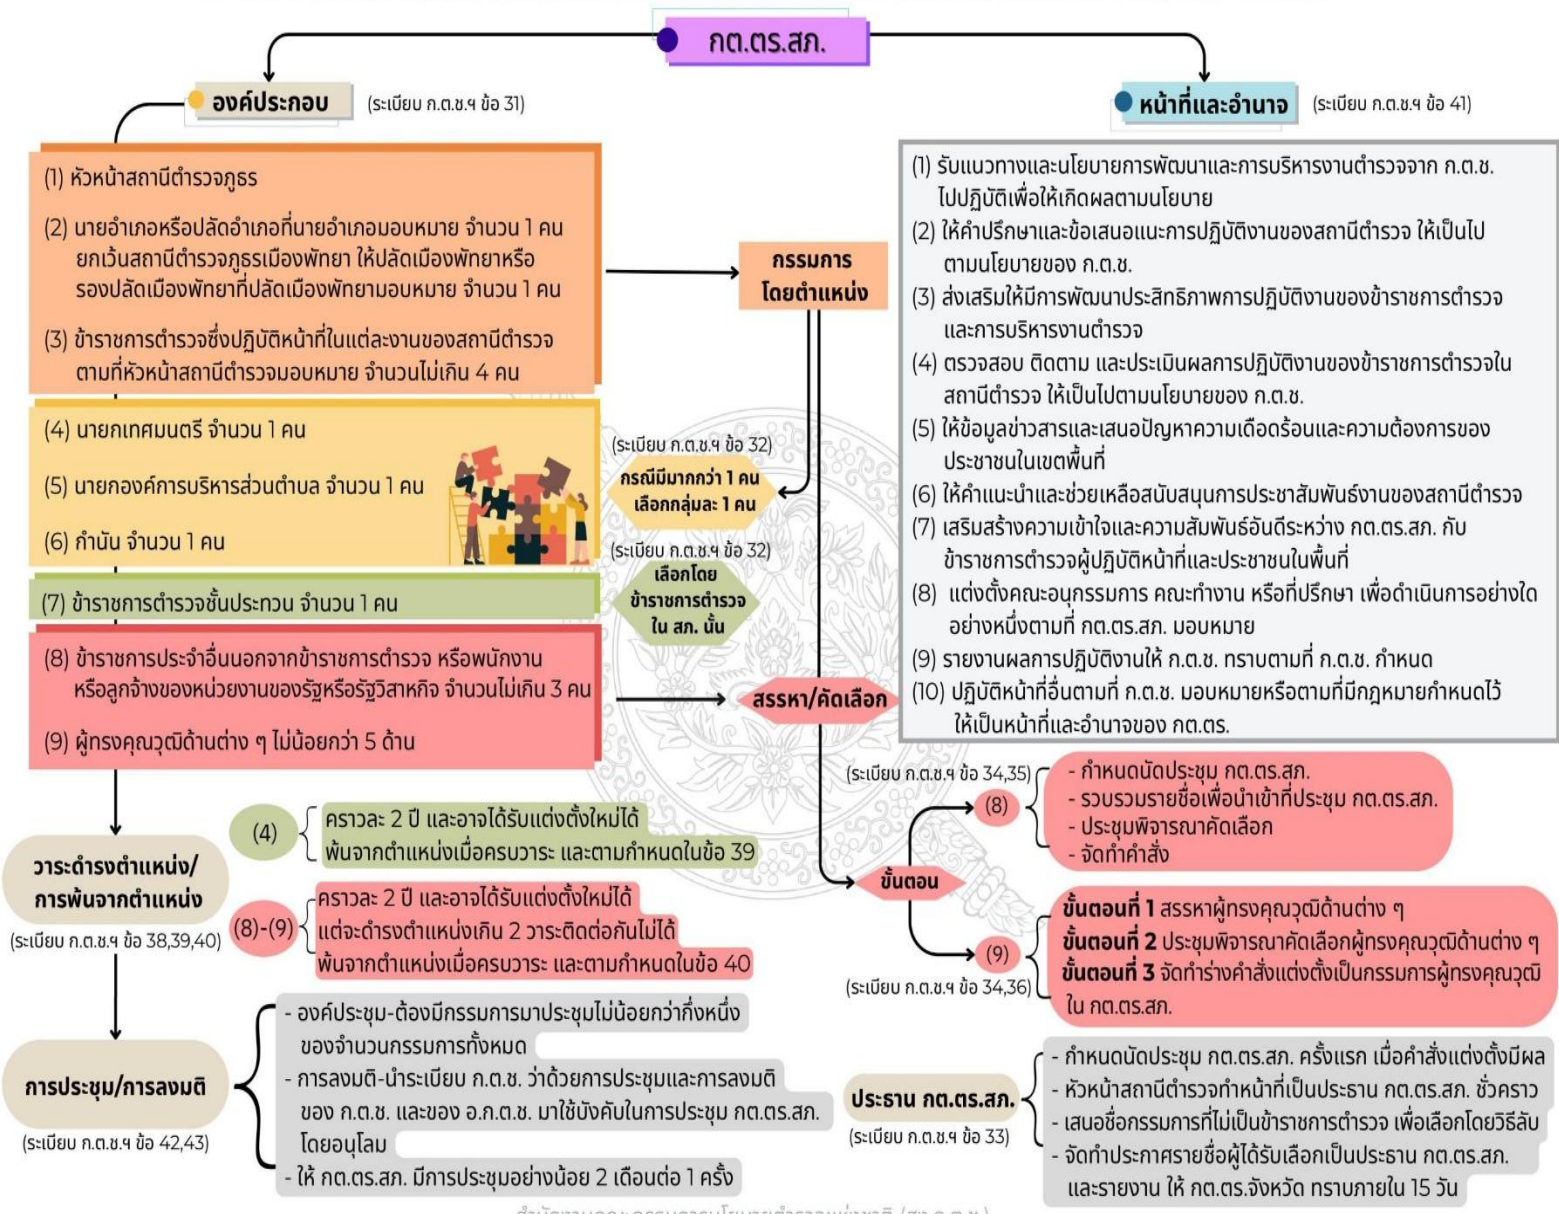 กต.ตร.สภ.
องค์ประกอบ
(ระเบียบ ก.ต.ช.ฯ ข้อ 31)
(1) หัวหน้าสถานีตำรวจภูธร
(2) นายอำเภอหรือปลัดอำเภอที่นายอำเภอมอบหมาย จำนวน 1 คน
ยกเว้นสถานีตำรวจภูธรเมืองพัทยา ให้ปลัดเมืองพัทยาหรือ
รองปลัดเมืองพัทยาที่ปลัดเมืองพัทยามอบหมาย จำนวน 1 คน
(3) ข้าราชการตำรวจซึ่งปฏิบัติหน้าที่ในแต่ละงานของสถานีตำรวจ
ตามที่หัวหน้าสถานีตำรวจมอบหมาย จำนวนไม่เกิน 4 คน
กรรมการ
โดยตำแหน่ง
(4) นายกเทศมนตรี จำนวน 1 คน
(5) นายกองค์การบริหารส่วนตำบล จำนวน 1 คน
(6) กำนัน จำนวน 1 คน
(ระเบียบ ก.ต.ช.ฯ ข้อ 32)
กรณีมีมากกว่า 1 คน
เลือกกลุ่มละ 1 คน
(7) ข้าราชการตำรวจชั้นประทวน จำนวน 1 คน
(ระเบียบ ก.ต.ช.ฯ ข้อ 32)
เลือกโดย
ข้าราชการตำรวจ
ใน สภ. นั้น
(8) ข้าราชการประจำอื่นนอกจากข้าราชการตำรวจ หรือพนักงาน
หรือลูกจ้างของหน่วยงานของรัฐหรือรัฐวิสาหกิจ จำนวนไม่เกิน 3 คน
(9) ผู้ทรงคุณวุฒิด้านต่าง ๆ ไม่น้อยกว่า 5 ด้าน
สรรหา/คัดเลือก
หน้าที่และอำนาจ
(ระเบียบ ก.ต.ช.ฯ ข้อ 41)
(1) รับแนวทางและนโยบายการพัฒนาและการบริหารงานตำรวจจาก ก.ต.ช.
ไปปฏิบัติเพื่อให้เกิดผลตามนโยบาย
(2) ให้คำปรึกษาและข้อเสนอแนะการปฏิบัติงานของสถานีตำรวจ ให้เป็นไป
ตามนโยบายของ ก.ต.ช.
(3) ส่งเสริมให้มีการพัฒนาประสิทธิภาพการปฏิบัติงานของข้าราชการตำรวจ
และการบริหารงานตำรวจ
(4) ตรวจสอบ ติดตาม และประเมินผลการปฏิบัติงานของข้าราชการตำรวจใน
สถานีตำรวจ ให้เป็นไปตามนโยบายของ ก.ต.ช.
(5) ให้ข้อมูลข่าวสารและเสนอปัญหาความเดือดร้อนและความต้องการของ
ประชาชนในเขตพื้นที่
(6) ให้คำแนะนำและช่วยเหลือสนับสนุนการประชาสัมพันธ์งานของสถานีตำรวจ
(7) เสริมสร้างความเข้าใจและความสัมพันธ์อันดีระหว่าง กต.ตร.สภ. กับ
ข้าราชการตำรวจผู้ปฏิบัติหน้าที่และประชาชนในพื้นที่
(8) แต่งตั้งคณะอนุกรรมการ คณะทำงาน หรือที่ปรึกษา เพื่อดำเนินการอย่างใด
อย่างหนึ่งตามที่ กต.ตร.สภ. มอบหมาย
(9) รายงานผลการปฏิบัติงานให้ ก.ต.ช. ทราบตามที่ ก.ต.ช. กำหนด
(10) ปฏิบัติหน้าที่อื่นตามที่ ก.ต.ช. มอบหมายหรือตามที่มีกฎหมายกำหนดไว้
ให้เป็นหน้าที่และอำนาจของ กต.ตร.
วาระดำรงตำแหน่ง/
การพ้นจากตำแหน่ง
(ระเบียบ ก.ต.ช.ฯ ข้อ 38,39,40)
(4)
คราวละ 2 ปี และอาจได้รับแต่งตั้งใหม่ได้
พ้นจากตำแหน่งเมื่อครบวาระ และตามกำหนดในข้อ 39
(8)-(9)
คราวละ 2 ปี และอาจได้รับแต่งตั้งใหม่ได้
แต่จะดำรงตำแหน่งเกิน 2 วาระติดต่อกันไม่ได้
พ้นจากตำแหน่งเมื่อครบวาระ และตามกำหนดในข้อ 40
ขั้นตอน
(ระเบียบ ก.ต.ช.ฯ ข้อ 34,35)
(8)
- กำหนดนัดประชุม กต.ตร.สภ.
- รวบรวมรายชื่อเพื่อนำเข้าที่ประชุม กต.ตร.สภ.
- ประชุมพิจารณาคัดเลือก
- จัดทำคำสั่ง
(9)
(ระเบียบ ก.ต.ช.ฯ ข้อ 34,36)
ขั้นตอนที่ 1 สรรหาผู้ทรงคุณวุฒิด้านต่าง ๆ
ขั้นตอนที่ 2 ประชุมพิจารณาคัดเลือกผู้ทรงคุณวุฒิด้านต่าง ๆ
ขั้นตอนที่ 3 จัดทำร่างคำสั่งแต่งตั้งเป็นกรรมการผู้ทรงคุณวุฒิ
ใน กต.ตร.สภ.
การประชุม/การลงมติ
(ระเบียบ ก.ต.ช.ฯ ข้อ 42,43)
- องค์ประชุม-ต้องมีกรรมการมาประชุมไม่น้อยกว่ากึ่งหนึ่ง
ของจำนวนกรรมการทั้งหมด
- การลงมติ-นำระเบียบ ก.ต.ช. ว่าด้วยการประชุมและการลงมติ
ของ ก.ต.ช. และของ อ.ก.ต.ช. มาใช้บังคับในการประชุม กต.ตร.สภ.
โดยอนุโลม
- ให้ กต.ตร.สภ. มีการประชุมอย่างน้อย 2 เดือนต่อ 1 ครั้ง
ประธาน กต.ตร.สภ.
(ระเบียบ ก.ต.ช.ฯ ข้อ 33)
- กำหนดนัดประชุม กต.ตร.สภ. ครั้งแรก เมื่อคำสั่งแต่งตั้งมีผล
- หัวหน้าสถานีตำรวจทำหน้าที่เป็นประธาน กต.ตร.สภ. ชั่วคราว
- เสนอชื่อกรรมการที่ไม่เป็นข้าราชการตำรวจ เพื่อเลือกโดยวิธีลับ
- จัดทำประกาศรายชื่อผู้ได้รับเลือกเป็นประธาน กต.ตร.สภ.
และรายงาน ให้ กต.ตร.จังหวัด ทราบภายใน 15 วัน